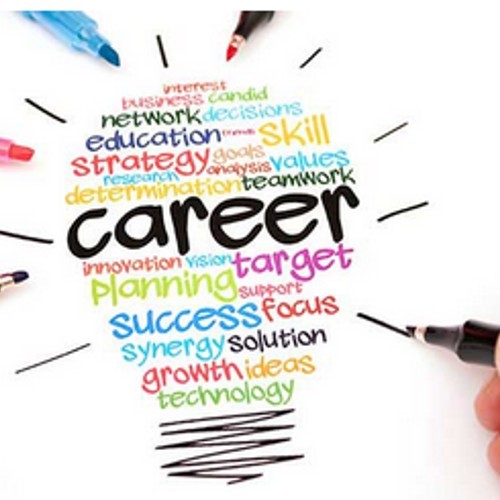 interest
business candid
network decisions
education trends skill
strategy goals
analysis values
research
determination teamwork
career
innovation vision target
planning support
success focus
synergy solution
growth ideas
technology